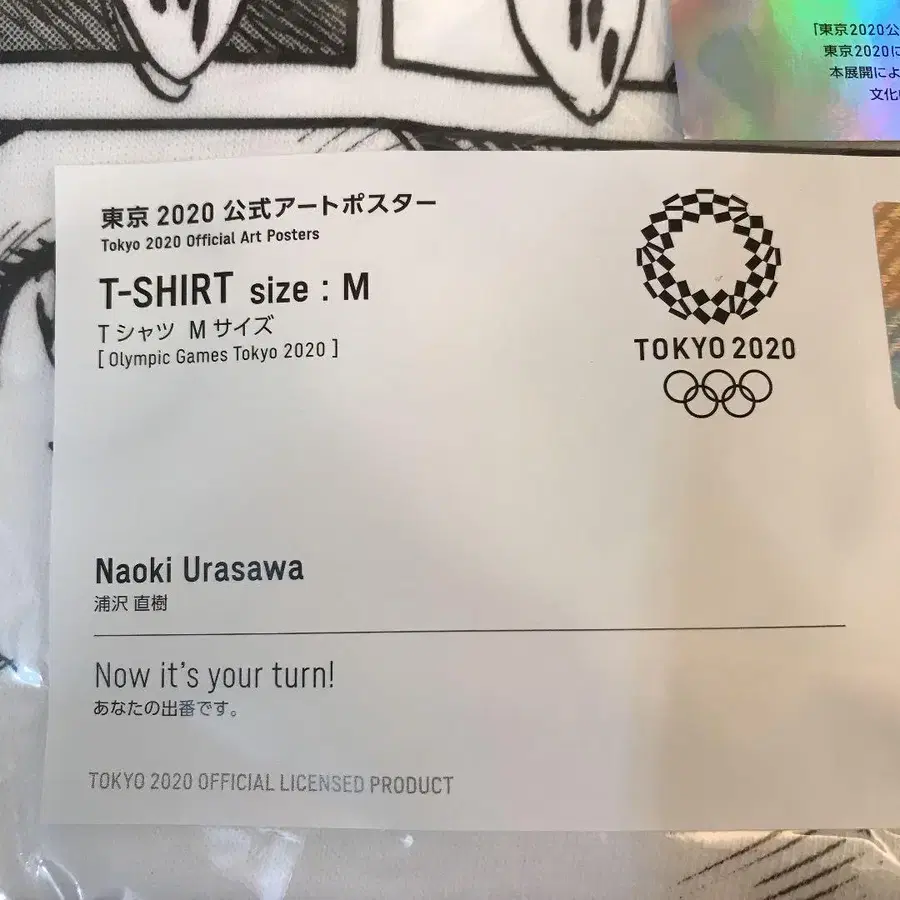 「東京2020公
東京2020に
本展開によ
文化
東京 2020 公式アートポスター
Tokyo 2020 Official Art Posters
T-SHIRT size : M
T シャツ M サイズ
[ Olympic Games Tokyo 2020 ]
TOKYO 2020
Naoki Urasawa
浦沢 直樹
Now it's your turn!
あなたの出番です。
TOKYO 2020 OFFICIAL LICENSED PRODUCT